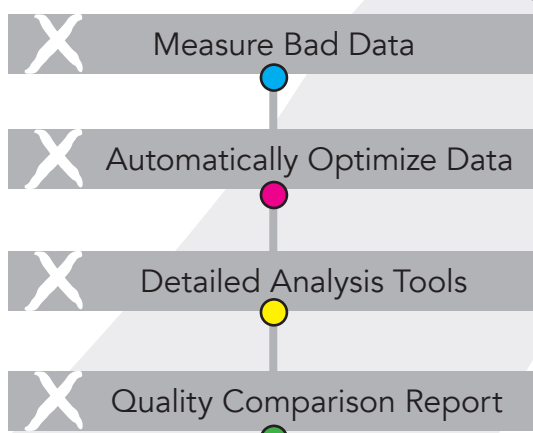 X Measure Bad Data
X Automatically Optimize Data
X Detailed Analysis Tools
X Quality Comparison Report